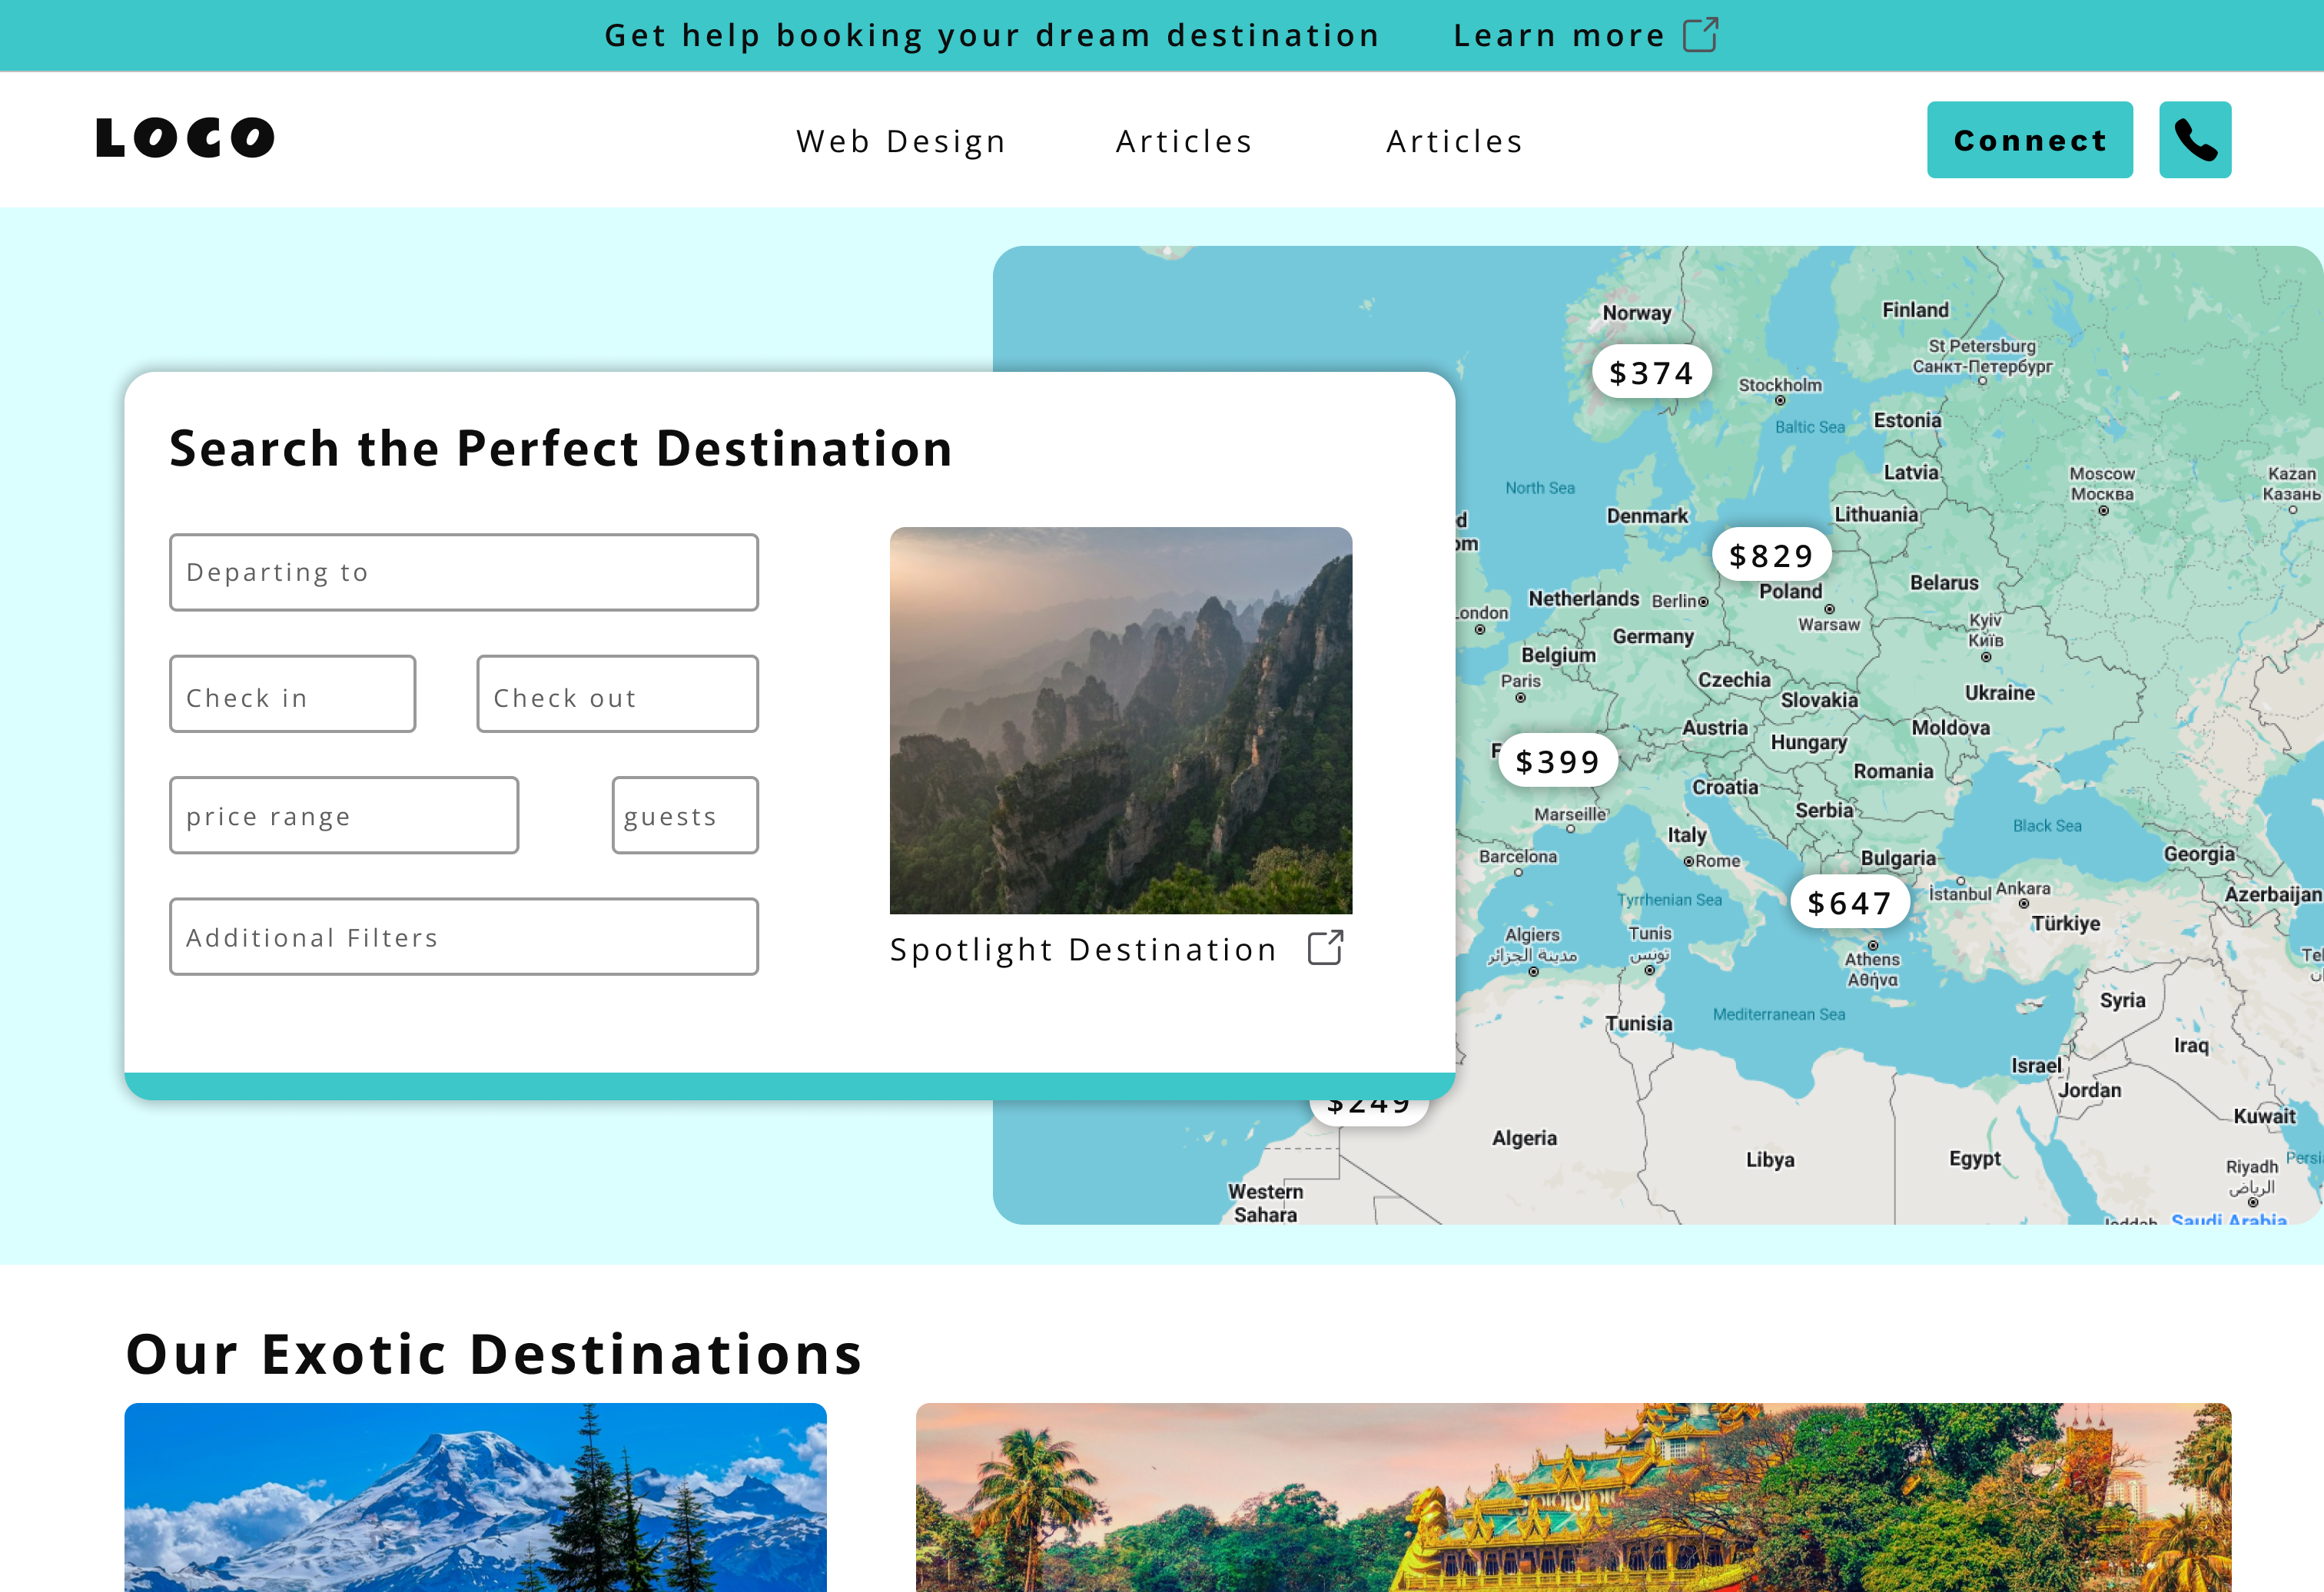 Get help booking your dream destination
Learn more
LOCO
Web Design
Articles
Articles
Connect
Search the Perfect Destination
Departing to
Check in
Check out
price range
guests
Additional Filters
Spotlight Destination
Norway
Finland
St Petersburg
Санкт-Петербург
$374
Stockholm
Baltic Sea
Estonia
North Sea
Latvia
Moscow
Москва
Kazan
Казань
Denmark
Lithuania
$829
Netherlands
Berlin
Poland
Belarus
London
Warsaw
Germany
Kyiv
Київ
Belgium
Paris
Czechia
Slovakia
Ukraine
Austria
Moldova
Hungary
$399
Romania
Croatia
Marseille
Serbia
Black Sea
Italy
Barcelona
Rome
Bulgaria
Georgia
Tyrrhenian Sea
$647
İstanbul
Ankara
Azerbaijan
Türkiye
Algiers
مدينة الجزائر
Tunis
تونس
Athens
Αθήνα
Syria
Tunisia
Mediterranean Sea
Iraq
Israel
Jordan
$249
Kuwait
Algeria
Libya
Egypt
Riyadh
الرياض
Western
Sahara
Saudi Arabia
Our Exotic Destinations